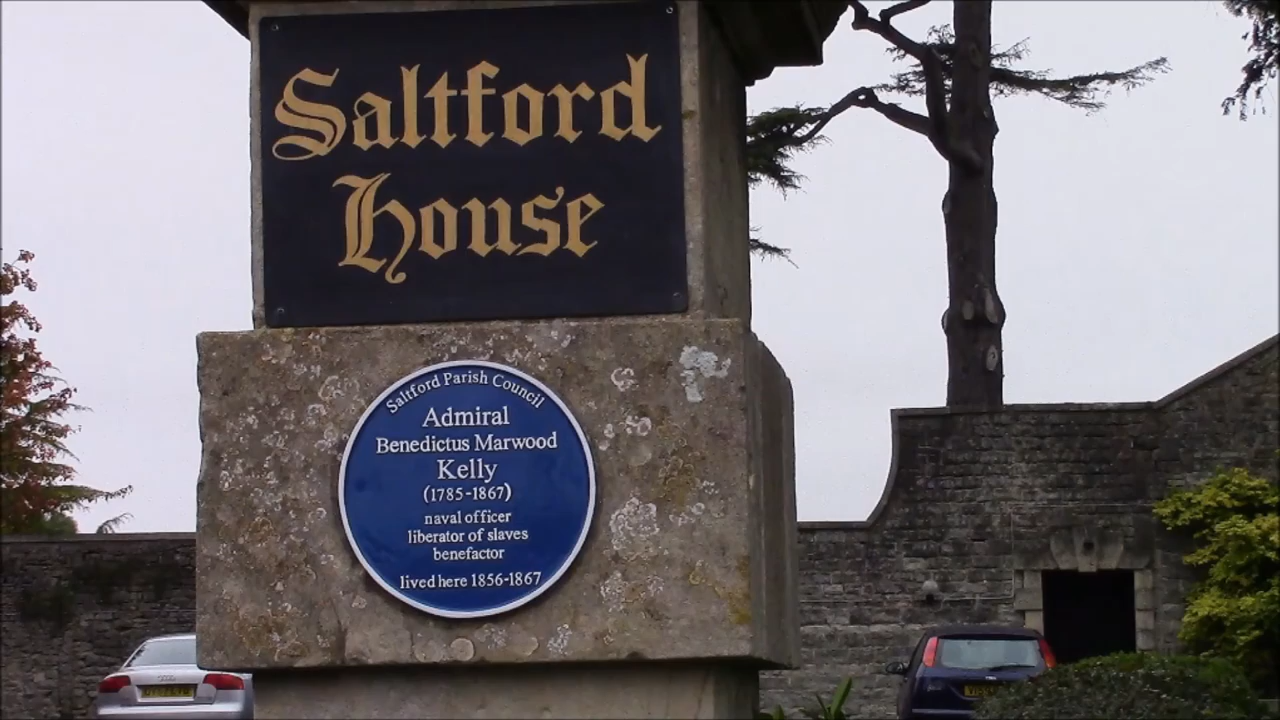 Saltford
House
Saltford Parish Council
Admiral
Benedictus Marwood
Kelly
(1785-1867)
naval officer
liberator of slaves
benefactor
lived here 1856-1867